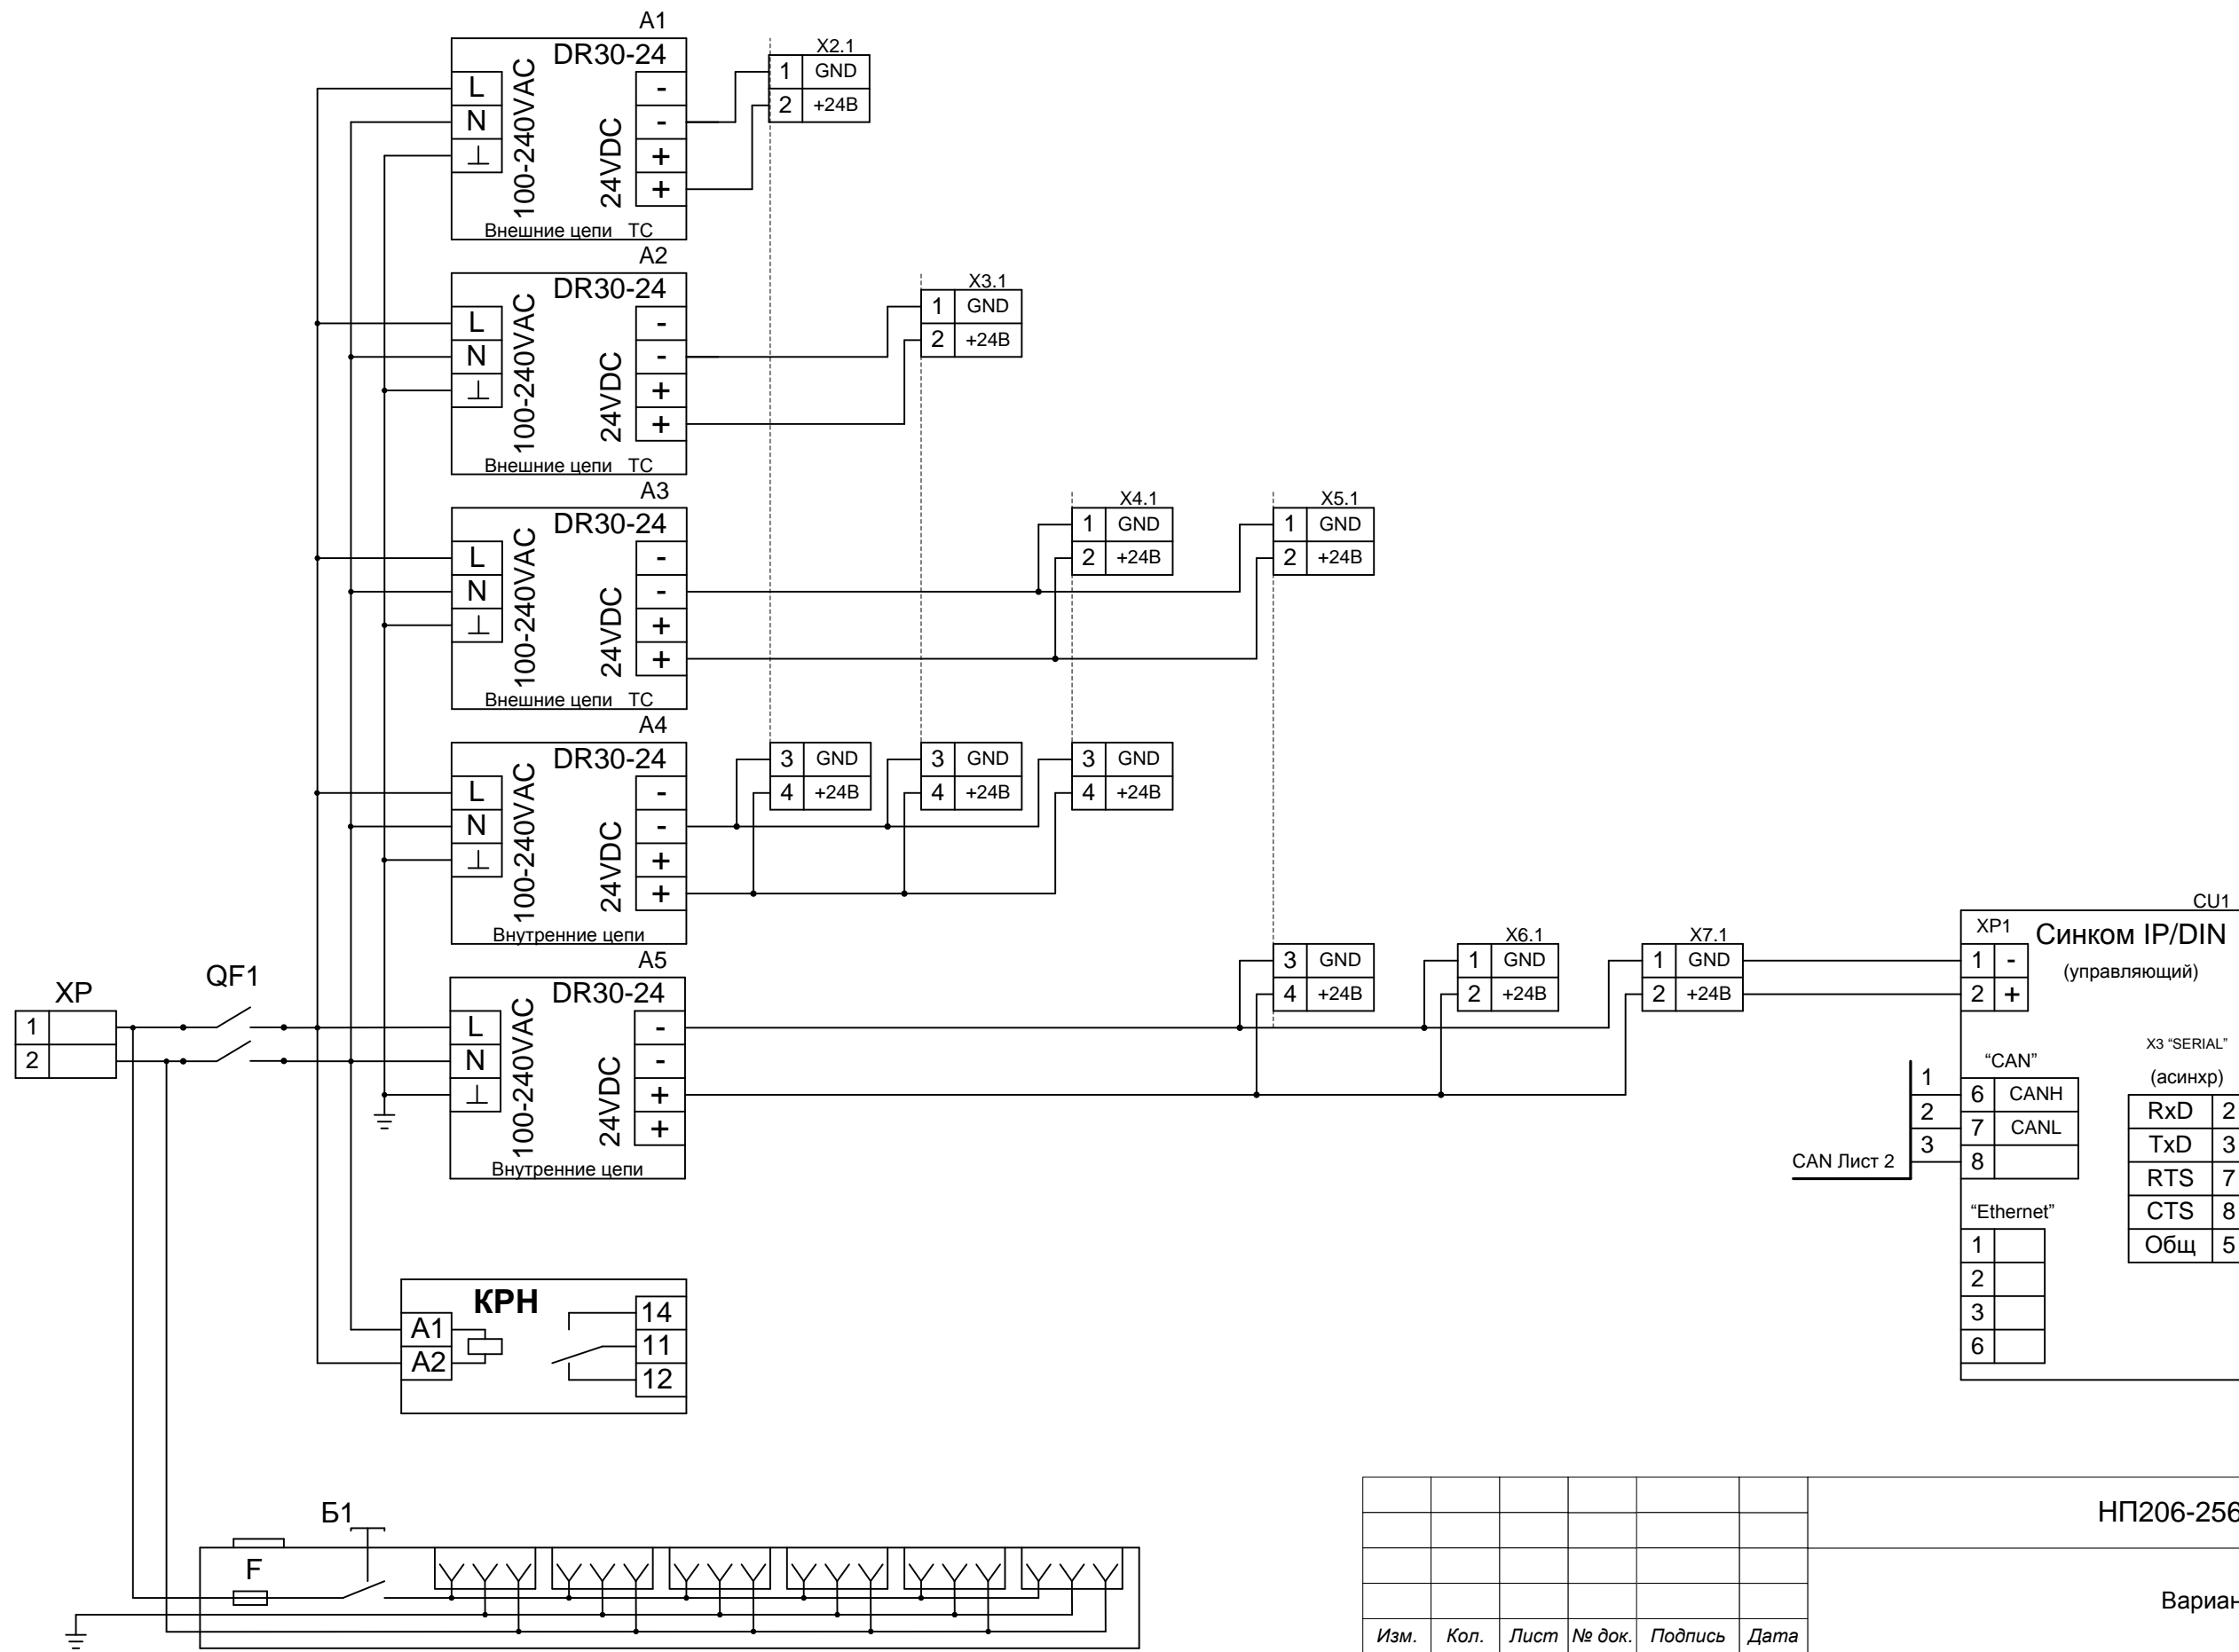 A1
DR30-24
L
N
⊥
100-240VAC
24VDC
-
-
+
+
Внешние цепи ТС
X2.1
1 GND
2 +24В
A2
DR30-24
L
N
⊥
100-240VAC
24VDC
-
-
+
+
Внешние цепи ТС
X3.1
1 GND
2 +24В
A3
DR30-24
L
N
⊥
100-240VAC
24VDC
-
-
+
+
Внешние цепи ТС
X4.1
1 GND
2 +24В
X5.1
1 GND
2 +24В
A4
DR30-24
L
N
⊥
100-240VAC
24VDC
-
-
+
+
Внутренние цепи
3 GND
4 +24В
3 GND
4 +24В
3 GND
4 +24В
A5
DR30-24
L
N
⊥
100-240VAC
24VDC
-
-
+
+
Внутренние цепи
3 GND
4 +24В
X6.1
1 GND
2 +24В
X7.1
1 GND
2 +24В
XP
1
2
QF1
CU1
XP1
Синком IP/DIN
(управляющий)
1 -
2 +
“CAN”
1
2
3
6 CANH
7 CANL
8
CAN Лист 2
“Ethernet”
1
2
3
6
X3 “SERIAL”
(асинхр)
RxD 2
TxD 3
RTS 7
CTS 8
Общ 5
КРН
A1
A2
14
11
12
Б1
F
НП206-256
Вариан
Изм. Кол. Лист № док. Подпись Дата